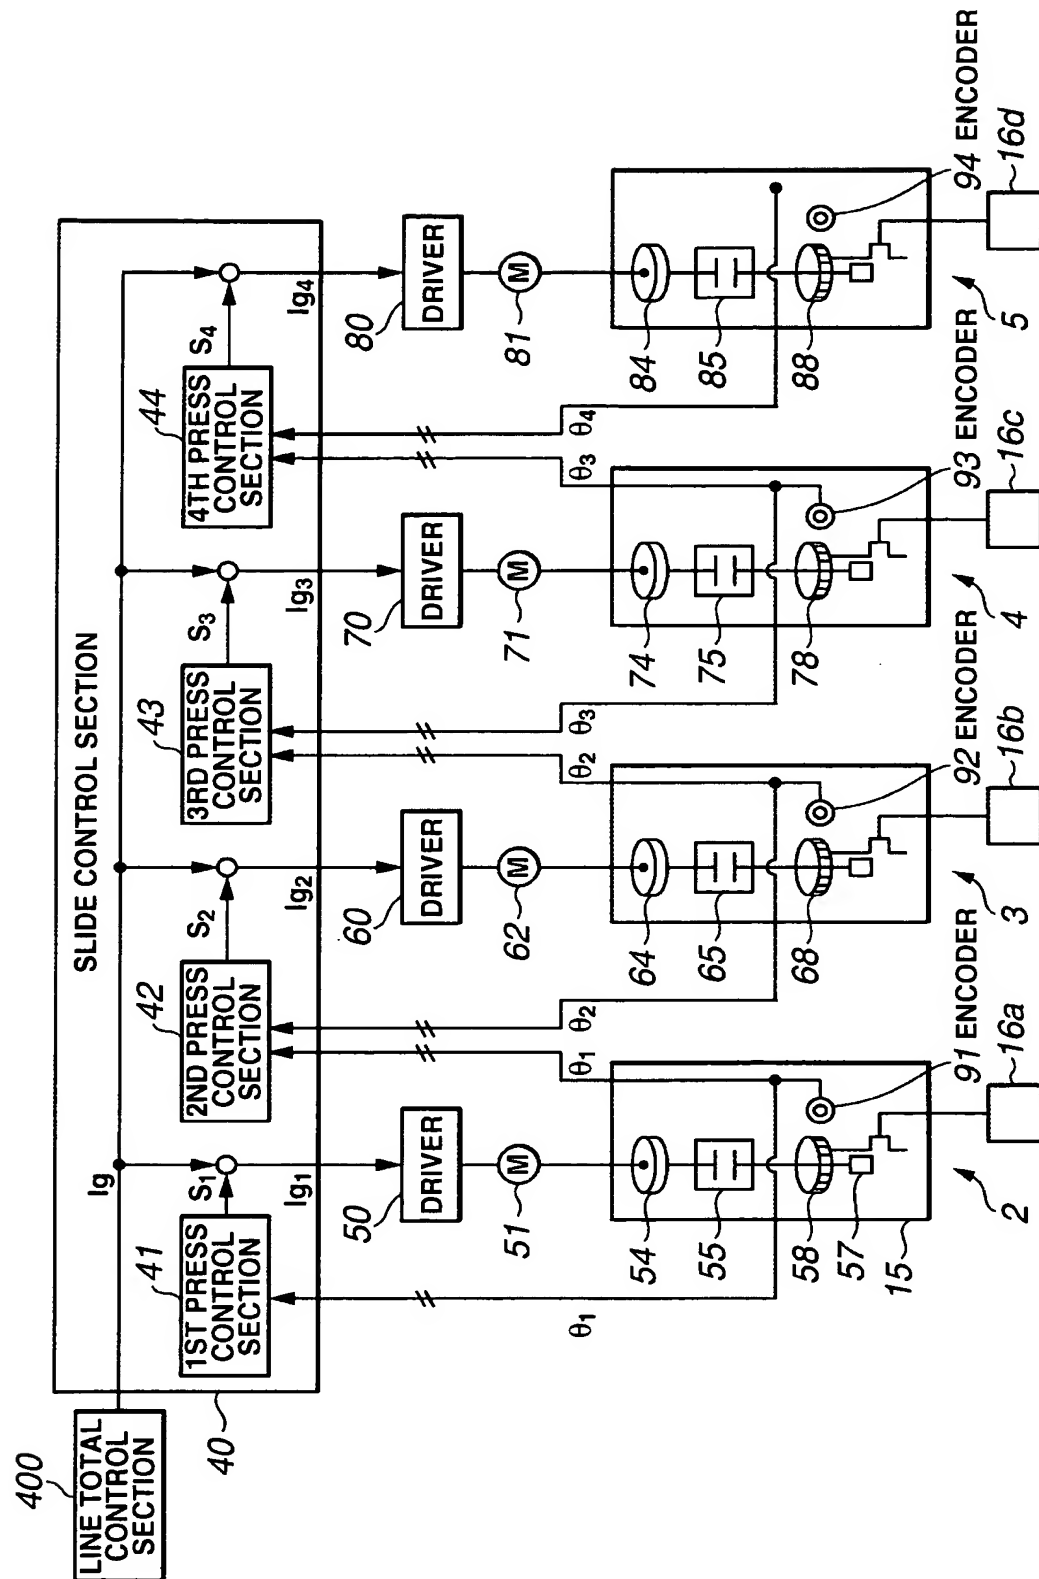 400
LINE TOTAL
CONTROL
SECTION
40
SLIDE CONTROL SECTION
Ig
41
1ST PRESS
CONTROL
SECTION
S1
Ig1
42
2ND PRESS
CONTROL
SECTION
S2
Ig2
43
3RD PRESS
CONTROL
SECTION
S3
Ig3
44
4TH PRESS
CONTROL
SECTION
S4
Ig4
50
DRIVER
60
DRIVER
70
DRIVER
80
DRIVER
51
M
62
M
71
M
81
M
θ1
θ1
θ2
θ2
θ3
θ3
θ4
54
55
58
57
15
64
65
68
74
75
78
84
85
88
2
91 ENCODER
16a
3
92 ENCODER
16b
4
93 ENCODER
16c
5
94 ENCODER
16d